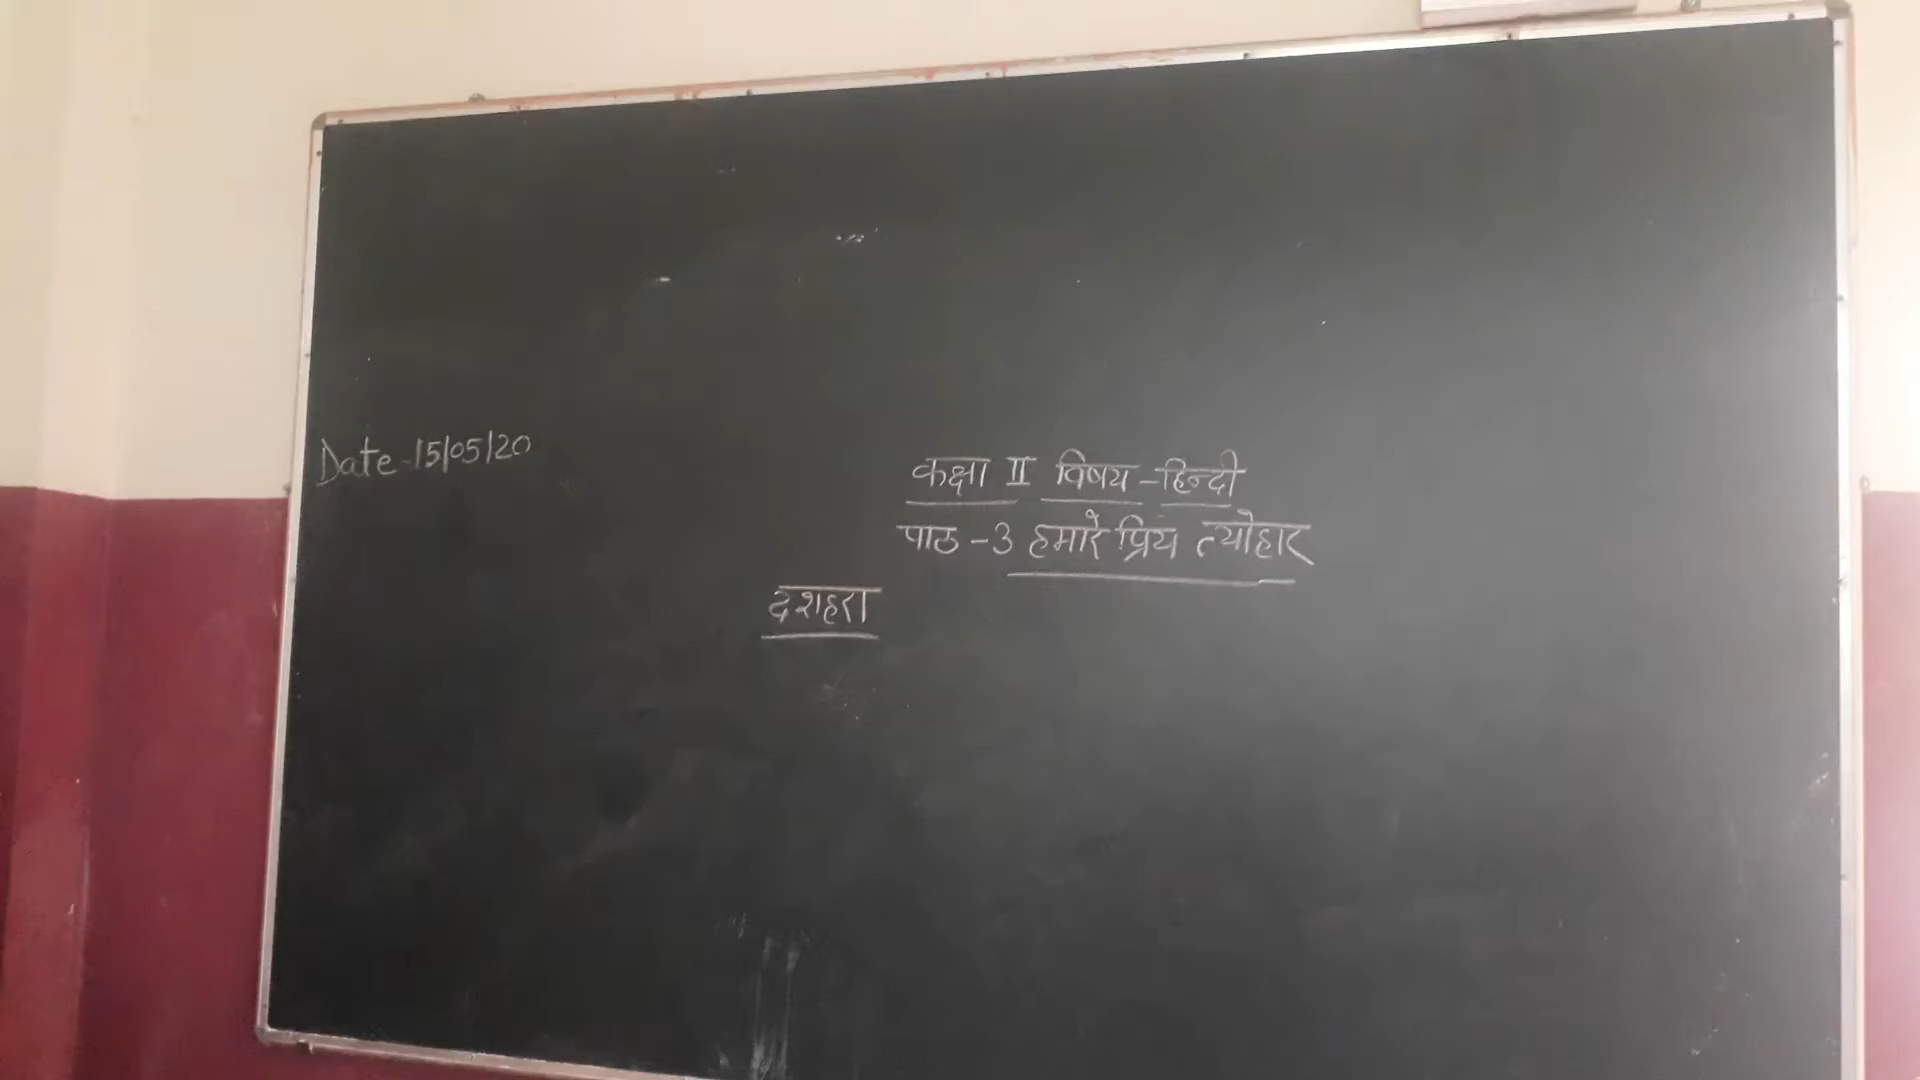 Date-15/05/20
कक्षा II विषय-हिन्दी
पाठ-3 हमारे प्रिय त्योहार
दशहरा